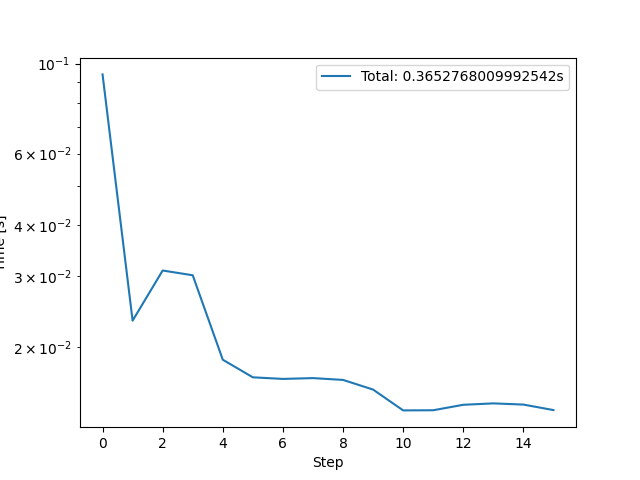 Total: 0.3652768009992542s
10⁻¹
6 × 10⁻²
4 × 10⁻²
3 × 10⁻²
2 × 10⁻²
[s]
0 2 4 6 8 10 12 14
Step